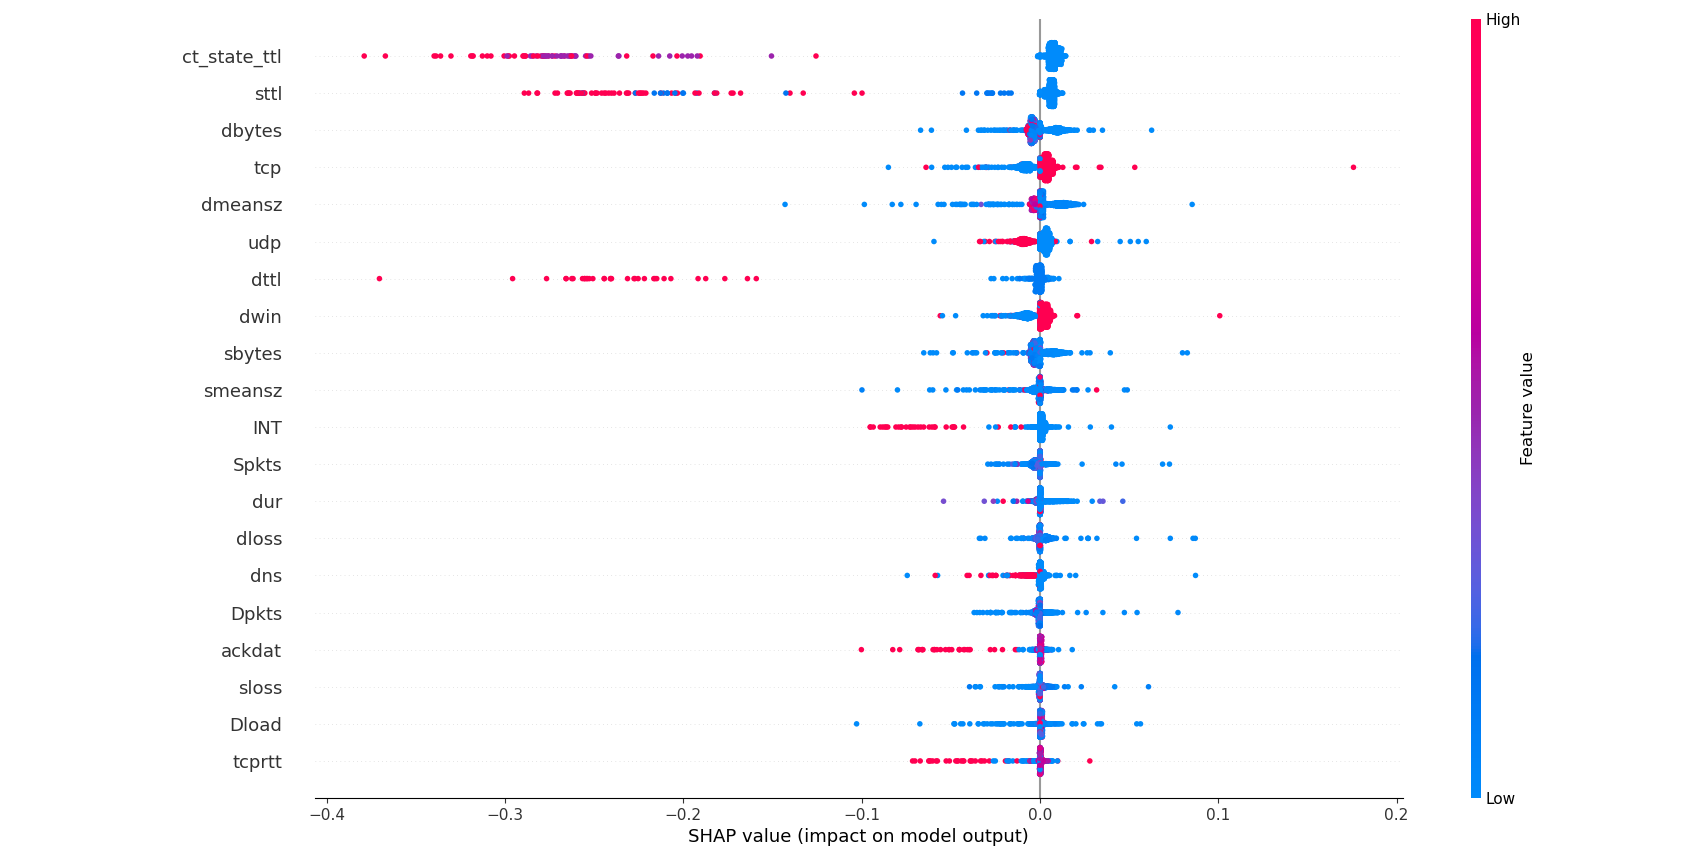 High
ct_state_ttl
sttl
dbytes
tcp
dmeansz
udp
dttl
dwin
sbytes
smeansz
INT
Spkts
dur
dloss
dns
Dpkts
ackdat
sloss
Dload
tcprtt
Feature value
Low
−0.4 −0.3 −0.2 −0.1 0.0 0.1 0.2
SHAP value (impact on model output)